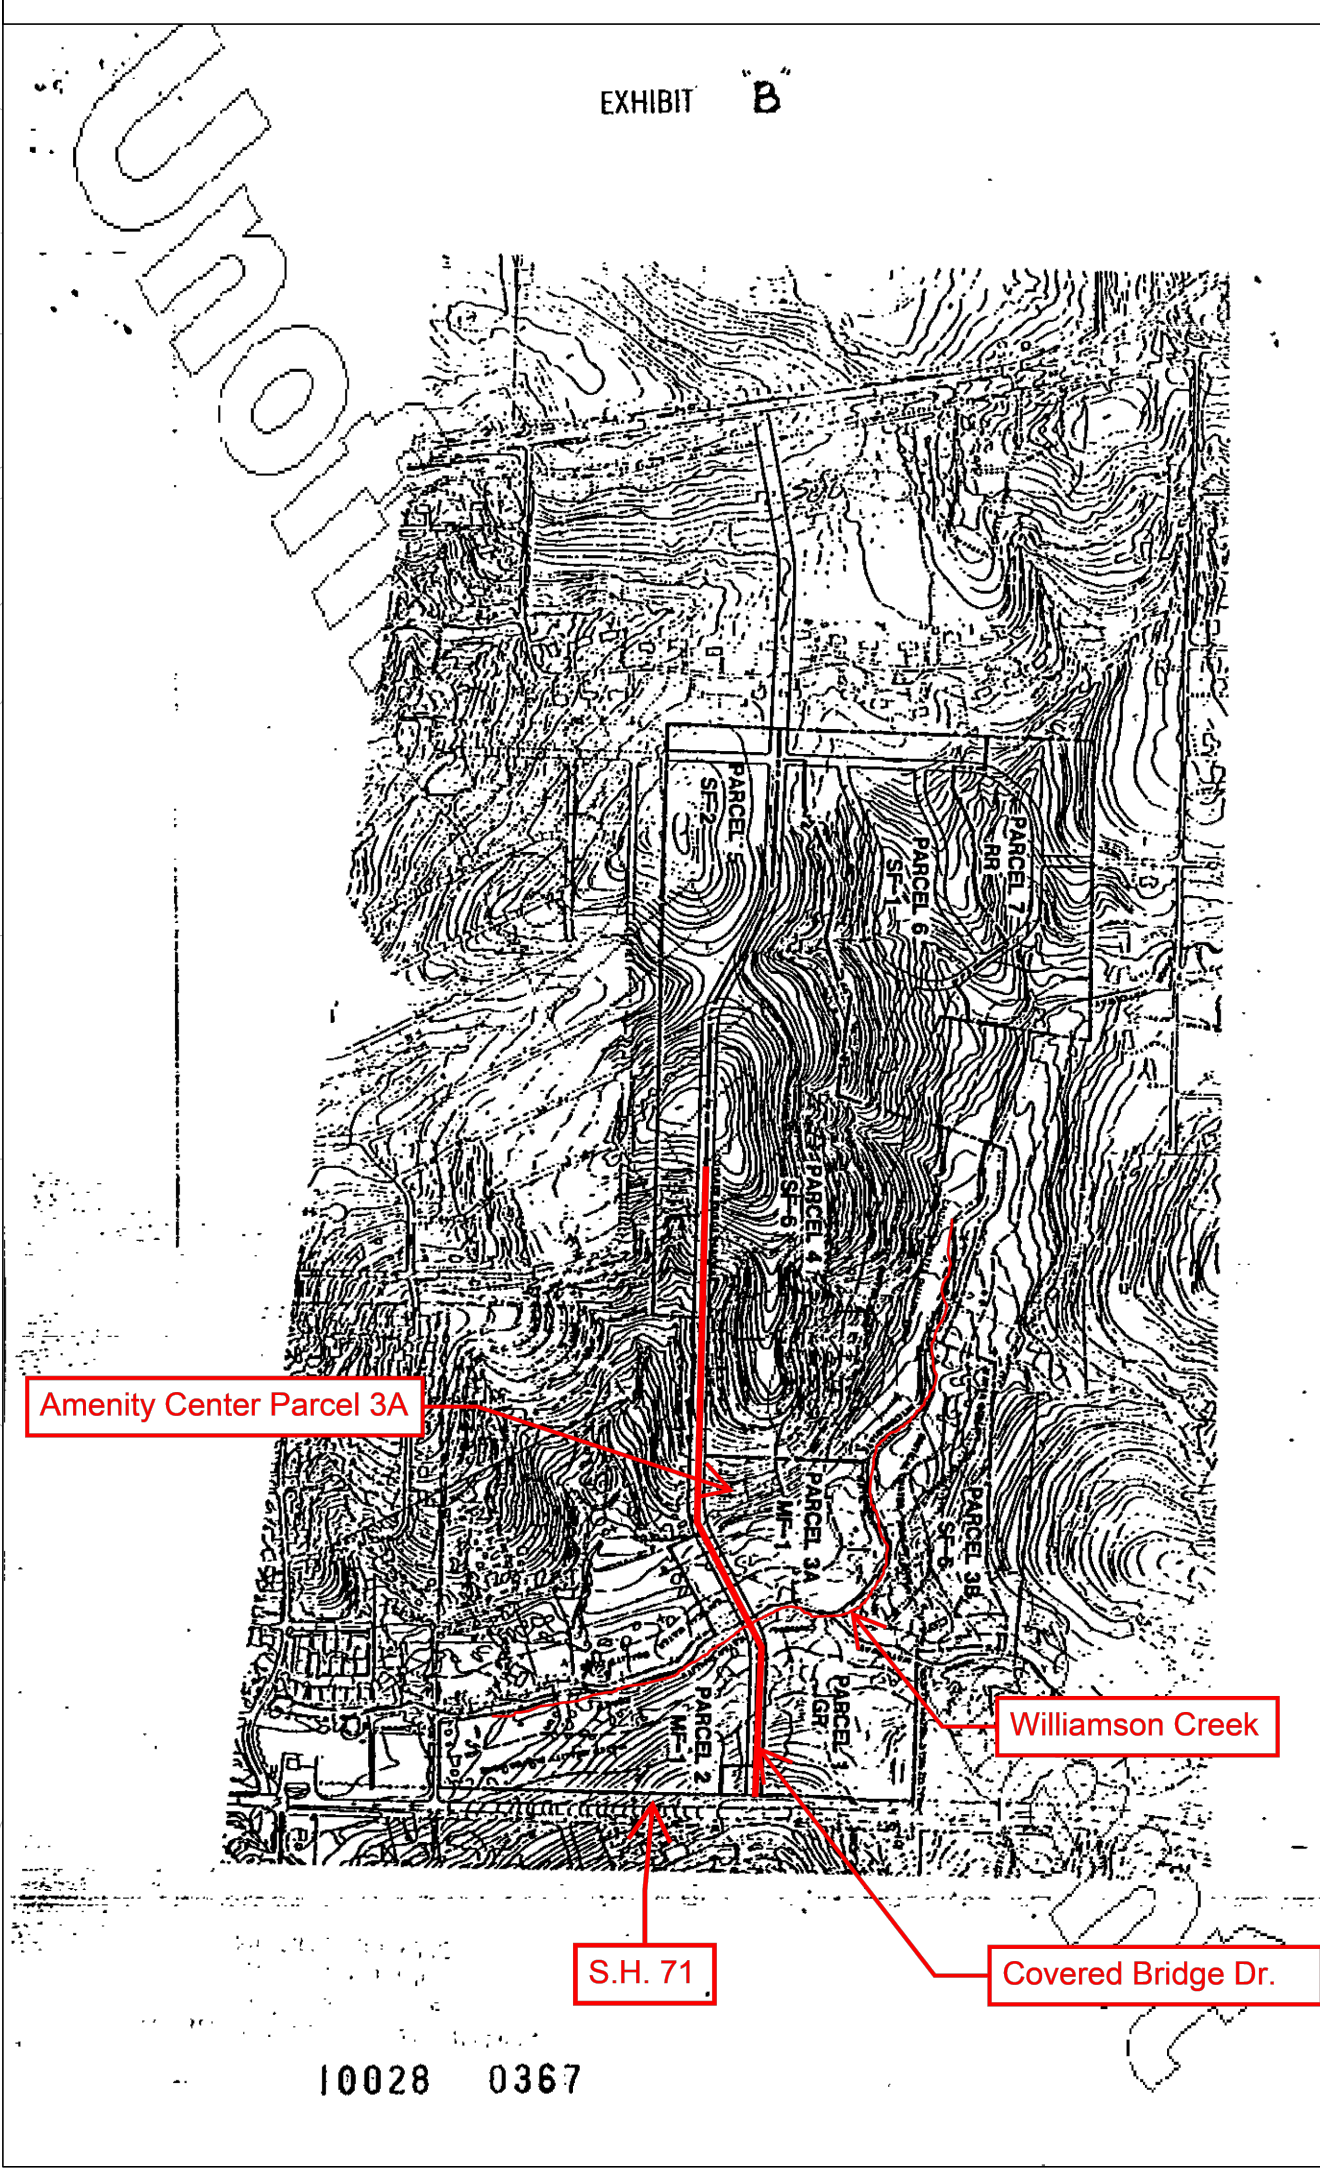 EXHIBIT "B"
Unoffi
PARCEL 5
SF-2
PARCEL 7
RR
PARCEL 6
SF-1
PARCEL 4
SF-6
Amenity Center Parcel 3A
PARCEL 3A
MF-1
PARCEL 3B
SF-6
PARCEL 1
GR
PARCEL 2
MF-1
Williamson Creek
S.H. 71
Covered Bridge Dr.
10028 0367